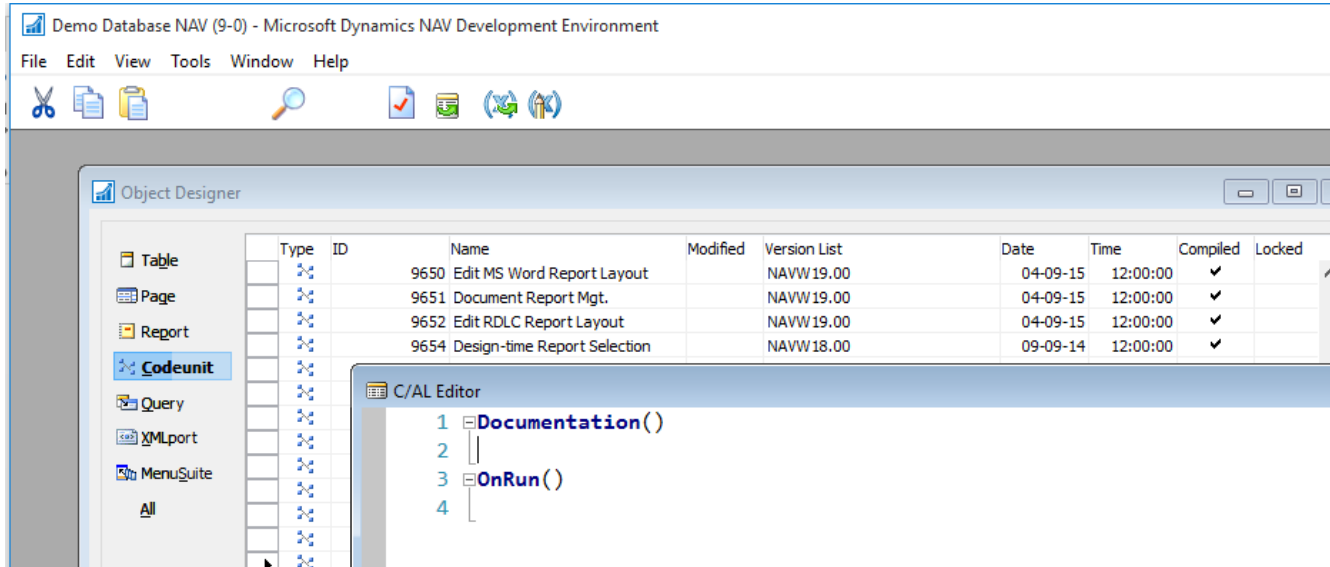 Demo Database NAV (9-0) - Microsoft Dynamics NAV Development Environment
File Edit View Tools Window Help
Object Designer
Type ID Name Modified Version List Date Time Compiled Locked
Table
9650 Edit MS Word Report Layout NAVW19.00 04-09-15 12:00:00
Page
9651 Document Report Mgt. NAVW19.00 04-09-15 12:00:00
Report
9652 Edit RDLC Report Layout NAVW19.00 04-09-15 12:00:00
9654 Design-time Report Selection NAVW18.00 09-09-14 12:00:00
Codeunit
Query
XMLport
MenuSuite
All
C/AL Editor
1 Documentation()
2
3 OnRun()
4